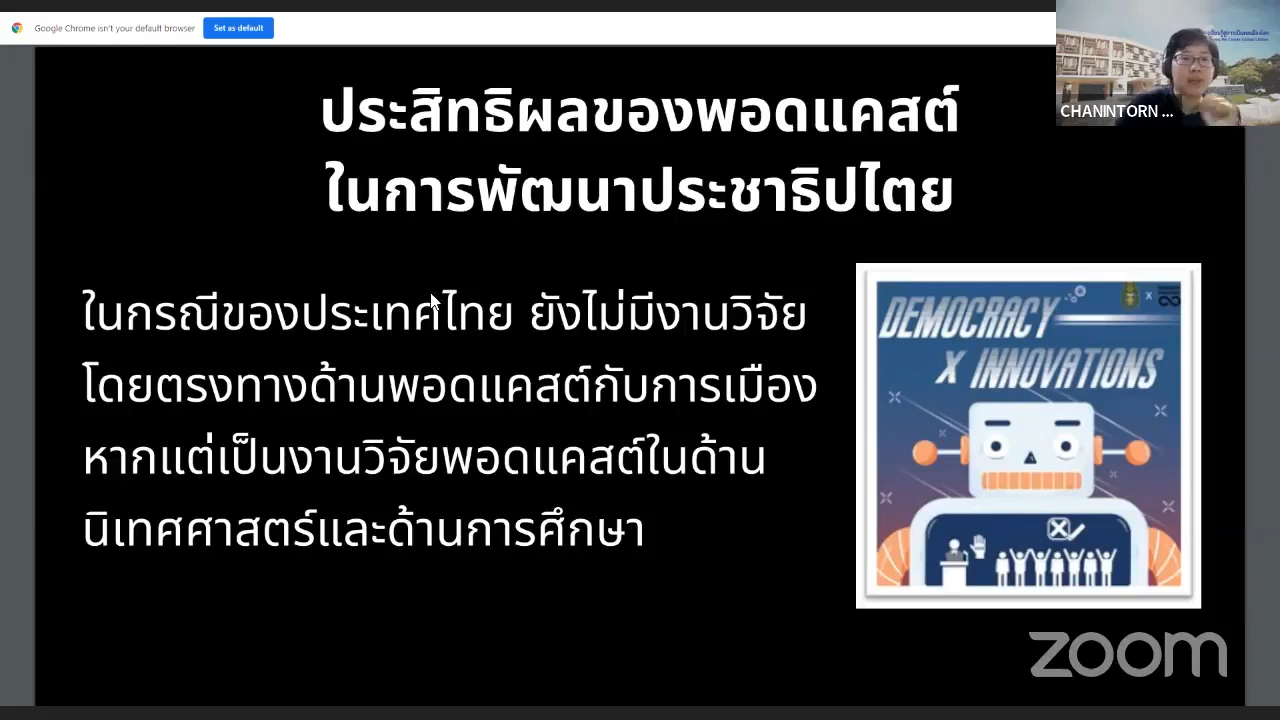 Google Chrome isn't your default browser
Set as default
CHANINTORN ...
ประสิทธิผลของพอดแคสต์
ในการพัฒนาประชาธิปไตย
ในกรณีของประเทศไทย ยังไม่มีงานวิจัย
โดยตรงทางด้านพอดแคสต์กับการเมือง
หากแต่เป็นงานวิจัยพอดแคสต์ในด้าน
นิเทศศาสตร์และด้านการศึกษา
DEMOCRACY
X INNOVATIONS
x
zoom